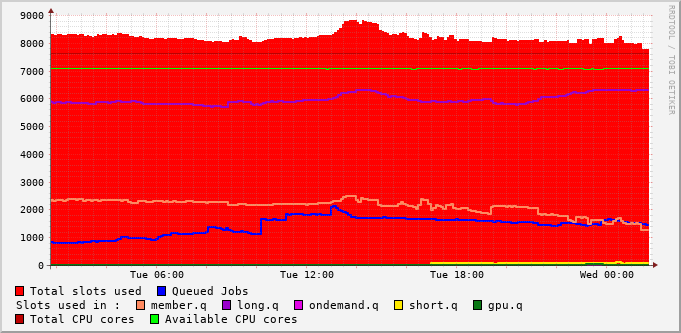 9000
8000
7000
6000
5000
4000
3000
2000
1000
0
Tue 06:00 Tue 12:00 Tue 18:00 Wed 00:00
RRDTOOL / TOBI OETIKER
Total slots used Queued Jobs
Slots used in : member.q long.q ondemand.q short.q gpu.q
Total CPU cores Available CPU cores